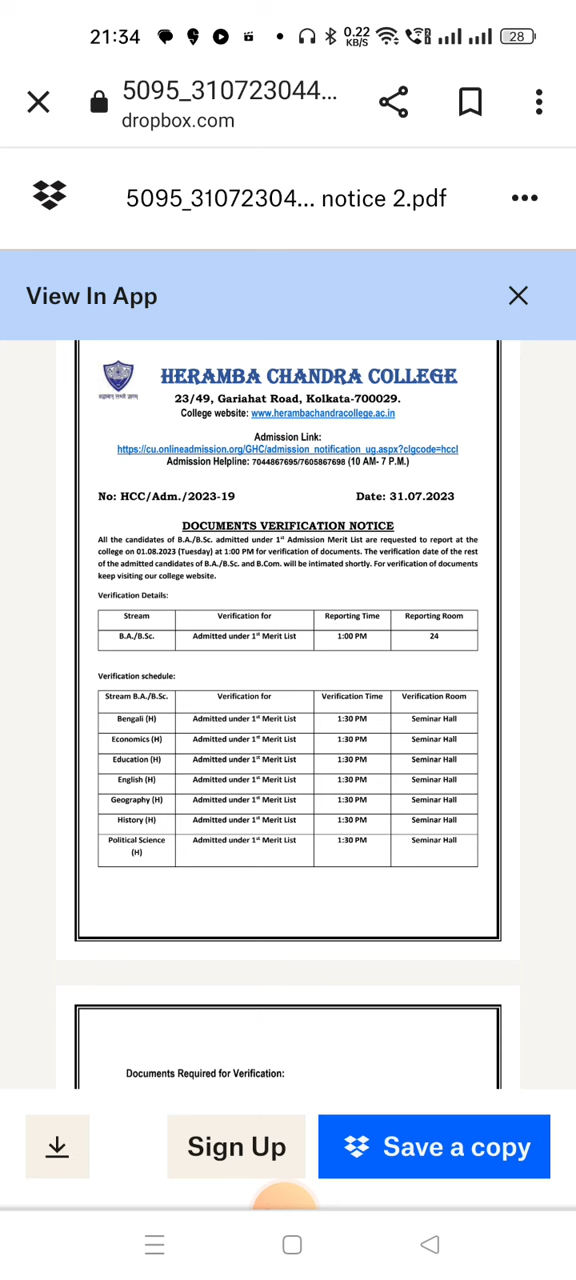 21:34 0.22 KB/S 28
5095_310723044...
dropbox.com
5095_31072304... notice 2.pdf
View In App
HERAMBA CHANDRA COLLEGE
23/49, Gariahat Road, Kolkata-700029.
College website: www.herambachandracollege.ac.in
Admission Link:
https://cu.onlineadmission.org/GHC/admission_notification_ug.aspx?clgcode=hccl
Admission Helpline: 7044867695/7605867698 (10 AM- 7 P.M.)
No: HCC/Adm./2023-19 Date: 31.07.2023
DOCUMENTS VERIFICATION NOTICE
All the candidates of B.A./B.Sc. admitted under 1st Admission Merit List are requested to report at the
college on 01.08.2023 (Tuesday) at 1:00 PM for verification of documents. The verification date of the rest
of the admitted candidates of B.A./B.Sc. and B.Com. will be intimated shortly. For verification of documents
keep visiting our college website.
Verification Details:
Stream Verification for Reporting Time Reporting Room
B.A./B.Sc. Admitted under 1st Merit List 1:00 PM 24
Verification schedule:
Stream B.A./B.Sc. Verification for Verification Time Verification Room
Bengali (H) Admitted under 1st Merit List 1:30 PM Seminar Hall
Economics (H) Admitted under 1st Merit List 1:30 PM Seminar Hall
Education (H) Admitted under 1st Merit List 1:30 PM Seminar Hall
English (H) Admitted under 1st Merit List 1:30 PM Seminar Hall
Geography (H) Admitted under 1st Merit List 1:30 PM Seminar Hall
History (H) Admitted under 1st Merit List 1:30 PM Seminar Hall
Political Science Admitted under 1st Merit List 1:30 PM Seminar Hall
(H)
Documents Required for Verification:
Sign Up Save a copy